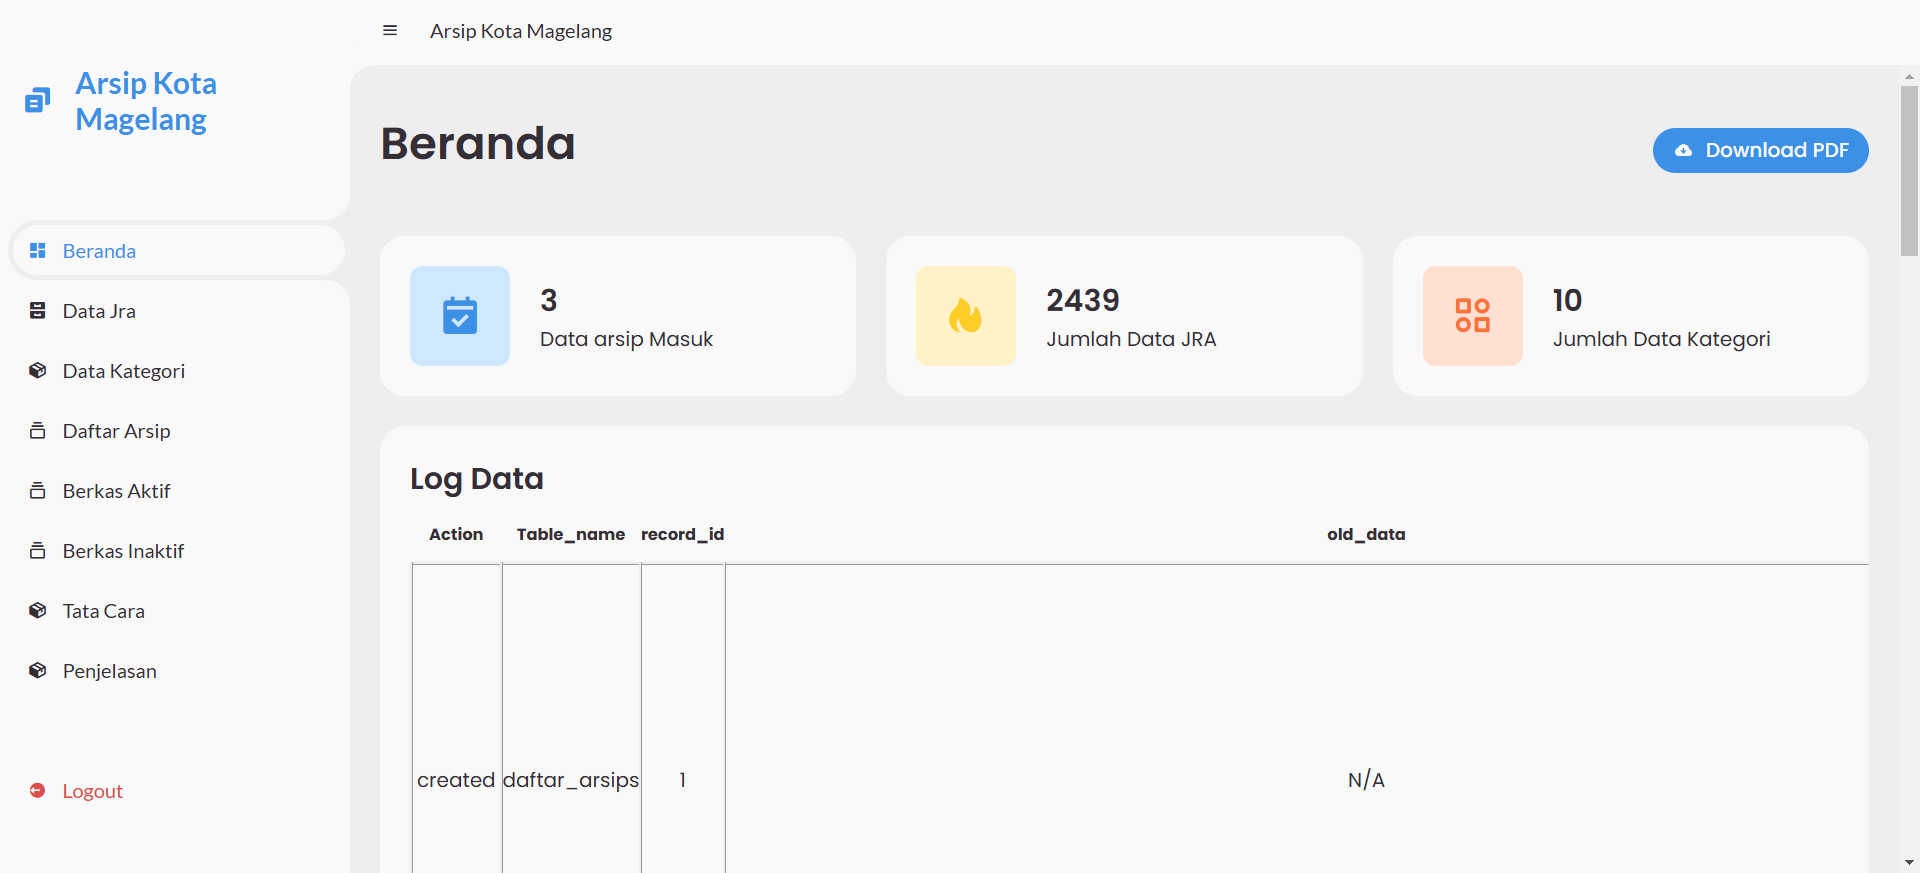 Arsip Kota Magelang
Arsip Kota
Magelang
Beranda
Data Jra
Data Kategori
Daftar Arsip
Berkas Aktif
Berkas Inaktif
Tata Cara
Penjelasan
Logout
Beranda
Download PDF
3
Data arsip Masuk
2439
Jumlah Data JRA
10
Jumlah Data Kategori
Log Data
Action Table_name record_id old_data
created daftar_arsips 1 N/A